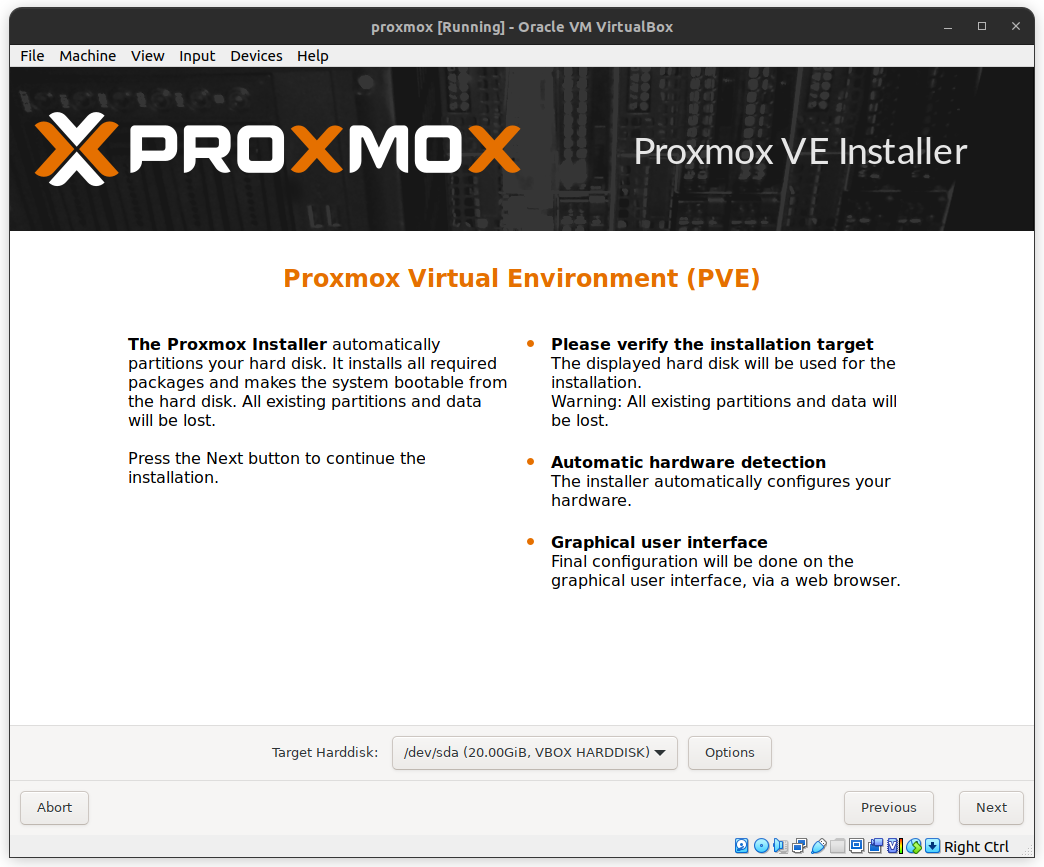 proxmox [Running] - Oracle VM VirtualBox
File Machine View Input Devices Help
PROXMOX
Proxmox VE Installer
Proxmox Virtual Environment (PVE)
The Proxmox Installer automatically
partitions your hard disk. It installs all required
packages and makes the system bootable from
the hard disk. All existing partitions and data
will be lost.
Press the Next button to continue the
installation.
Please verify the installation target
The displayed hard disk will be used for the
installation.
Warning: All existing partitions and data will
be lost.
Automatic hardware detection
The installer automatically configures your
hardware.
Graphical user interface
Final configuration will be done on the
graphical user interface, via a web browser.
Target Harddisk: /dev/sda (20.00GiB, VBOX HARDDISK) Options
Abort Previous Next
Right Ctrl